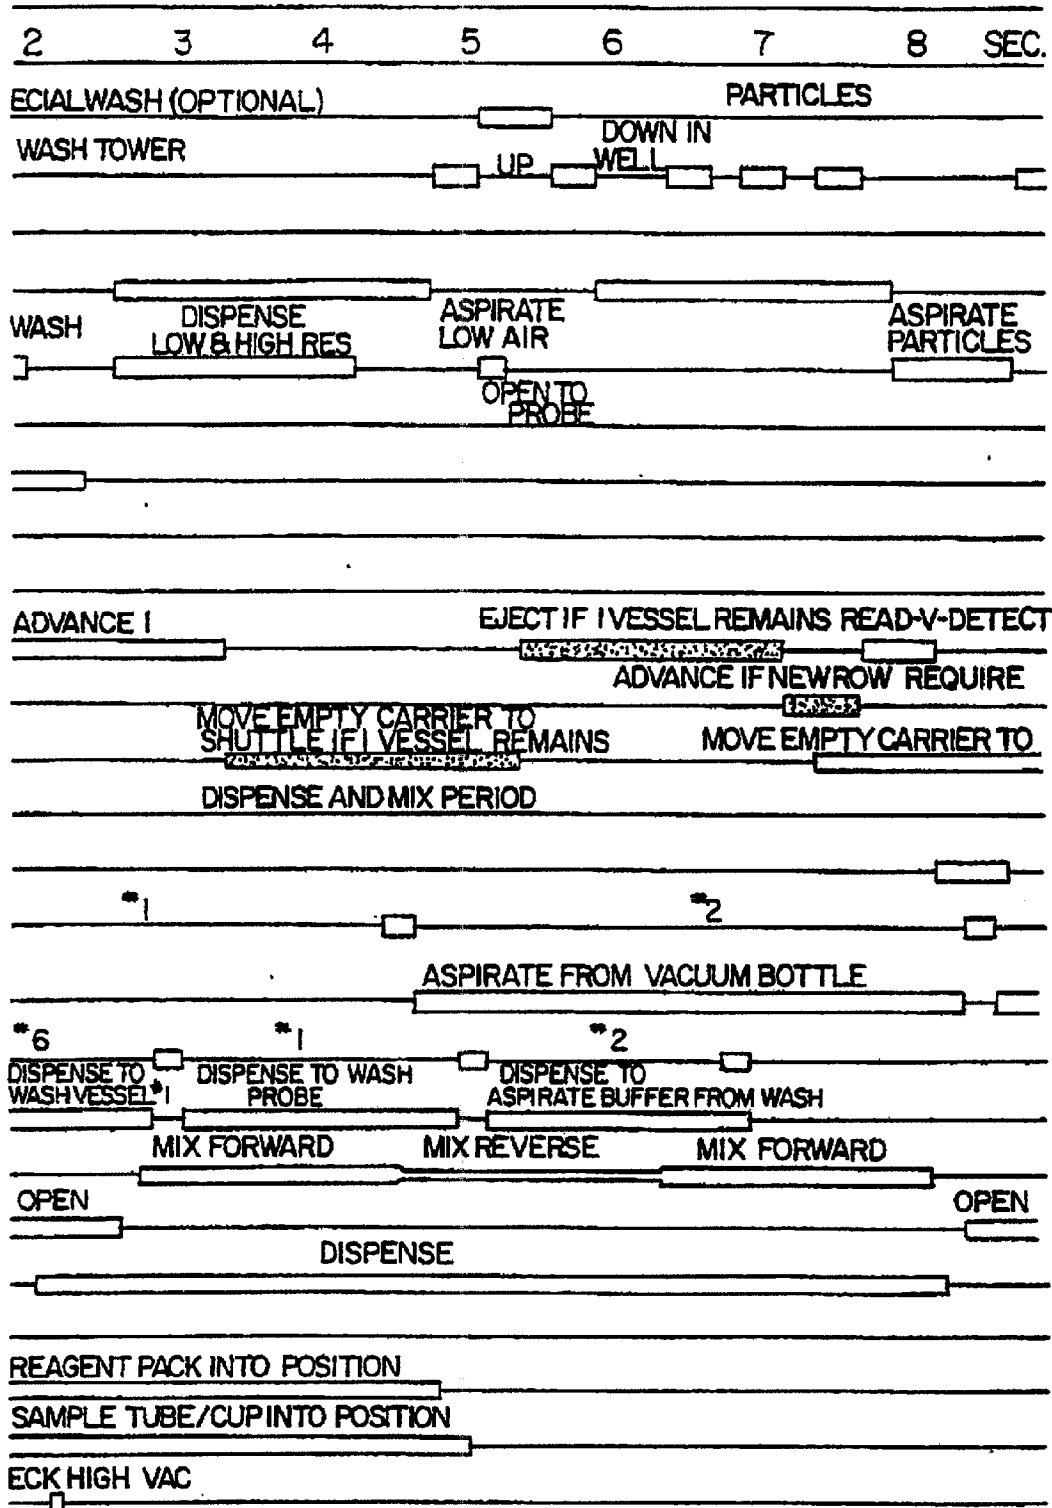 2 3 4 5 6 7 8 SEC.
ECIAL WASH (OPTIONAL)
PARTICLES
WASH TOWER
UP
DOWN IN
WELL
WASH
DISPENSE
LOW & HIGH RES
ASPIRATE
LOW AIR
ASPIRATE
PARTICLES
OPEN TO
PROBE
ADVANCE 1
EJECT IF 1 VESSEL REMAINS
READ-V-DETECT
ADVANCE IF NEW ROW REQUIRE
MOVE EMPTY CARRIER TO
SHUTTLE IF 1 VESSEL REMAINS
MOVE EMPTY CARRIER TO
DISPENSE AND MIX PERIOD
#1 #2
ASPIRATE FROM VACUUM BOTTLE
#6 #1 #2
DISPENSE TO
WASH VESSEL #1
DISPENSE TO WASH
PROBE
DISPENSE TO
ASPIRATE BUFFER FROM WASH
MIX FORWARD MIX REVERSE MIX FORWARD
OPEN OPEN
DISPENSE
REAGENT PACK INTO POSITION
SAMPLE TUBE/CUP INTO POSITION
ECK HIGH VAC